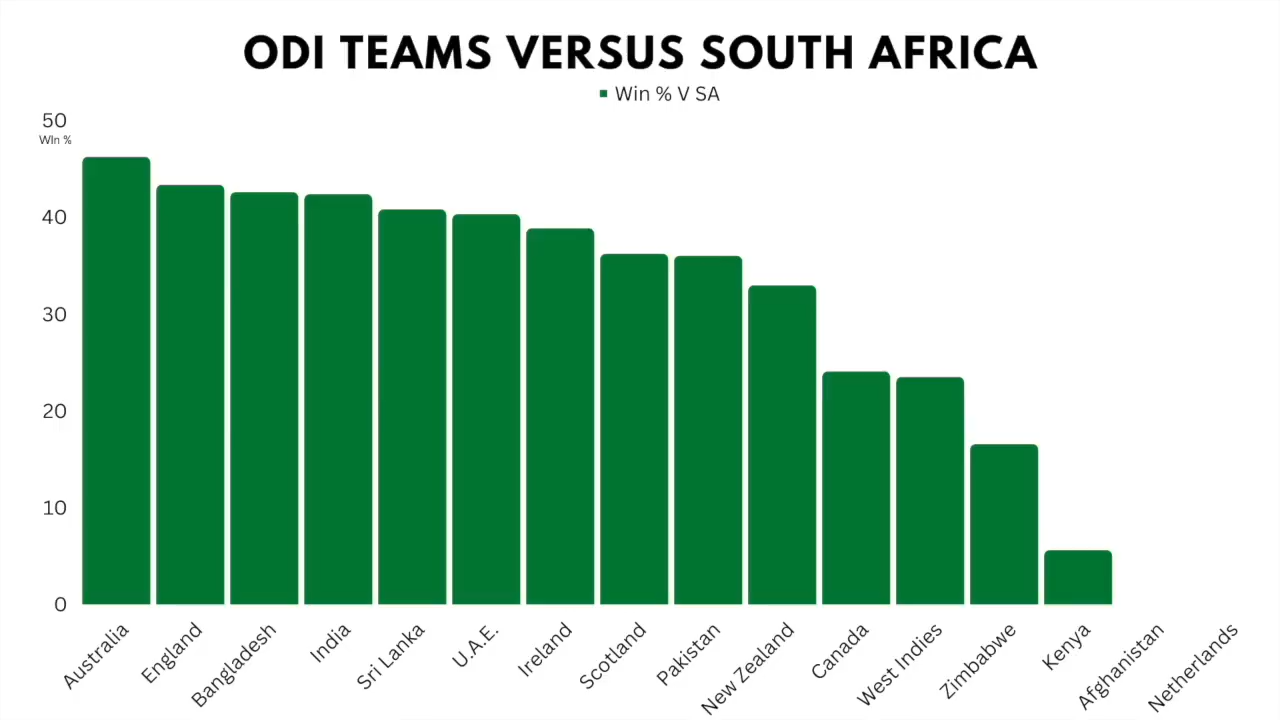 ODI TEAMS VERSUS SOUTH AFRICA
Win % V SA
50
WIn %
40
30
20
10
0
Australia
England
Bangladesh
India
Sri Lanka
U.A.E.
Ireland
Scotland
Pakistan
New Zealand
Canada
West Indies
Zimbabwe
Kenya
Afghanistan
Netherlands